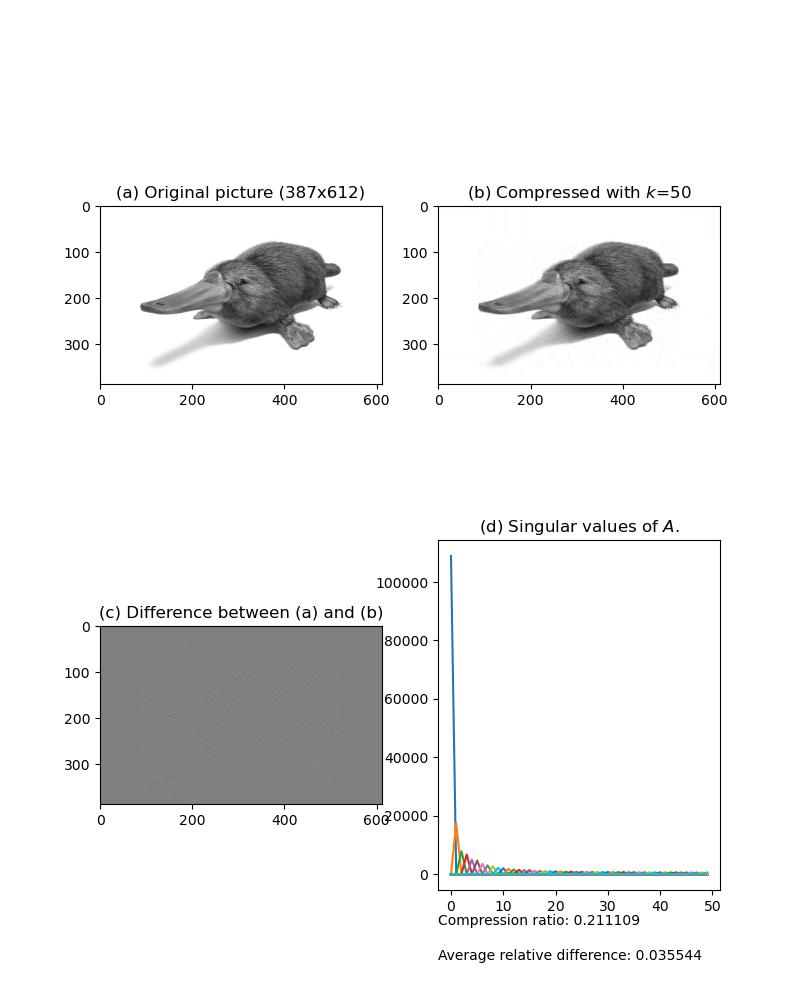 (a) Original picture (387x612)
0
100
200
300
0 200 400 600
(b) Compressed with k=50
0
100
200
300
0 200 400 600
(c) Difference between (a) and (b)
0
100
200
300
0 200 400 600
(d) Singular values of A.
100000
80000
60000
40000
20000
0
0 10 20 30 40 50
Compression ratio: 0.211109
Average relative difference: 0.035544